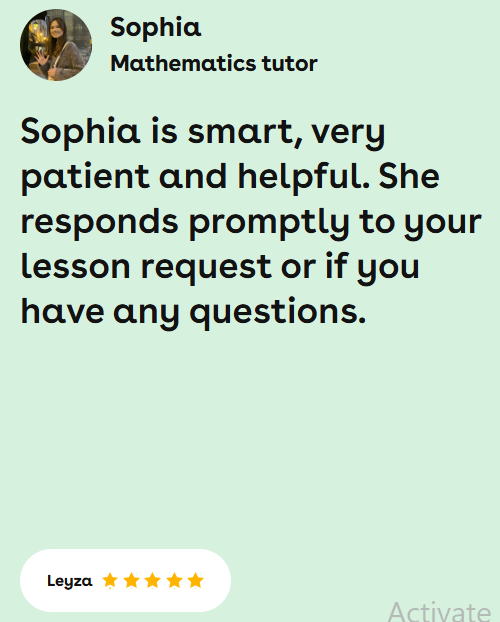 Sophia
Mathematics tutor
Sophia is smart, very
patient and helpful. She
responds promptly to your
lesson request or if you
have any questions.
Leyza
Activate